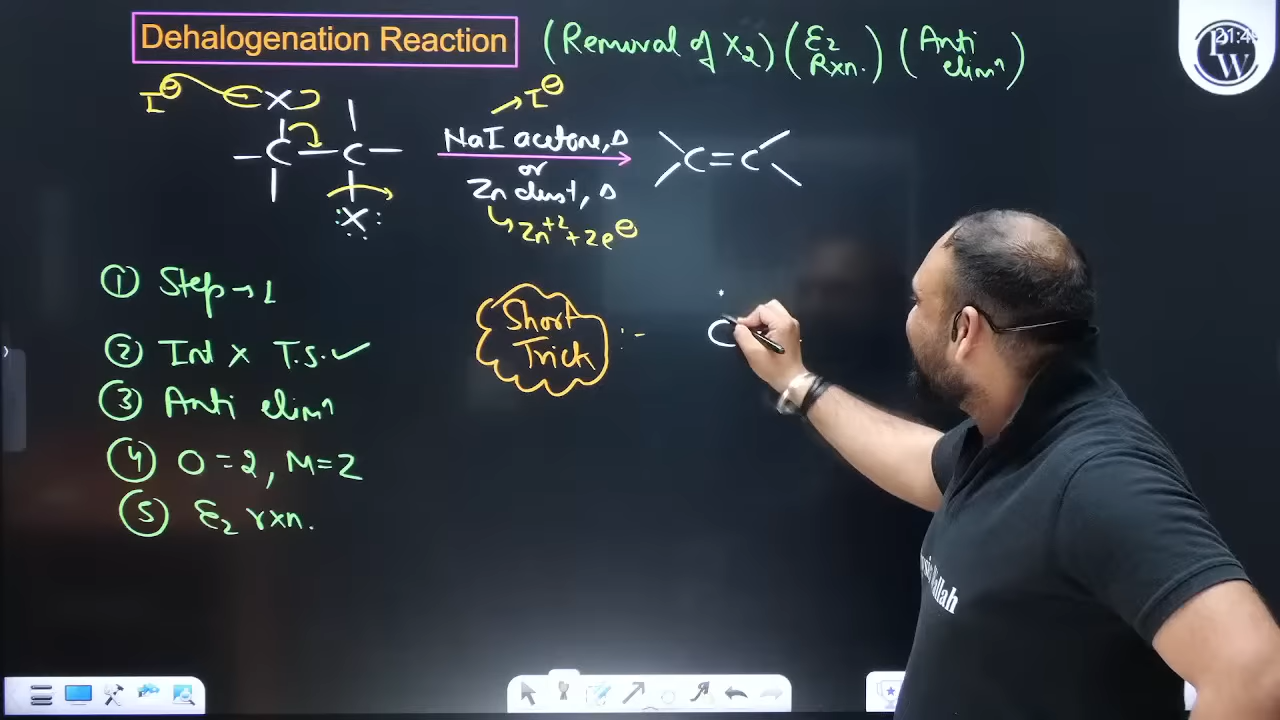 Dehalogenation Reaction (Removal of X2) (E2 Rxn.) (Anti elimn)
I⊖ X
→ I⊖
NaI acetone, Δ
— C — C — C = C
or
Zn dust, Δ
:X:
Zn+2 + 2e⊖
① Step → 1
② Int × T.S. ✓
③ Anti elimn
④ O = 2, M = 2
⑤ E2 rxn.
Short Trick :-
C
P W